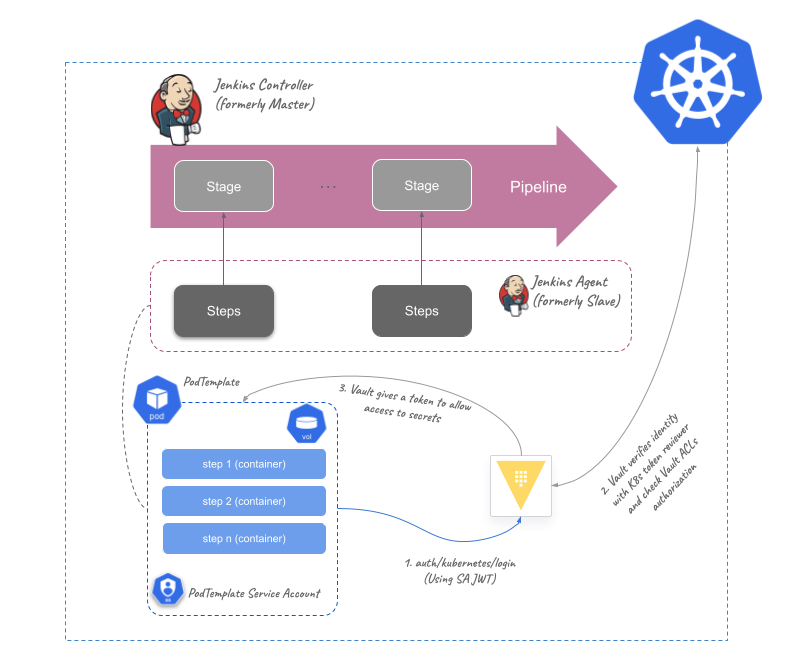 Jenkins Controller
(formerly Master)
Stage
...
Stage
Pipeline
Jenkins Agent
(formerly Slave)
Steps
Steps
PodTemplate
pod
vol
3. Vault gives a token to allow
access to secrets
step 1 (container)
step 2 (container)
step n (container)
2. Vault verifies identity
with K8s token reviewer
and check Vault ACLs
authorization
1. auth/kubernetes/login
(Using SA JWT)
sa
PodTemplate Service Account